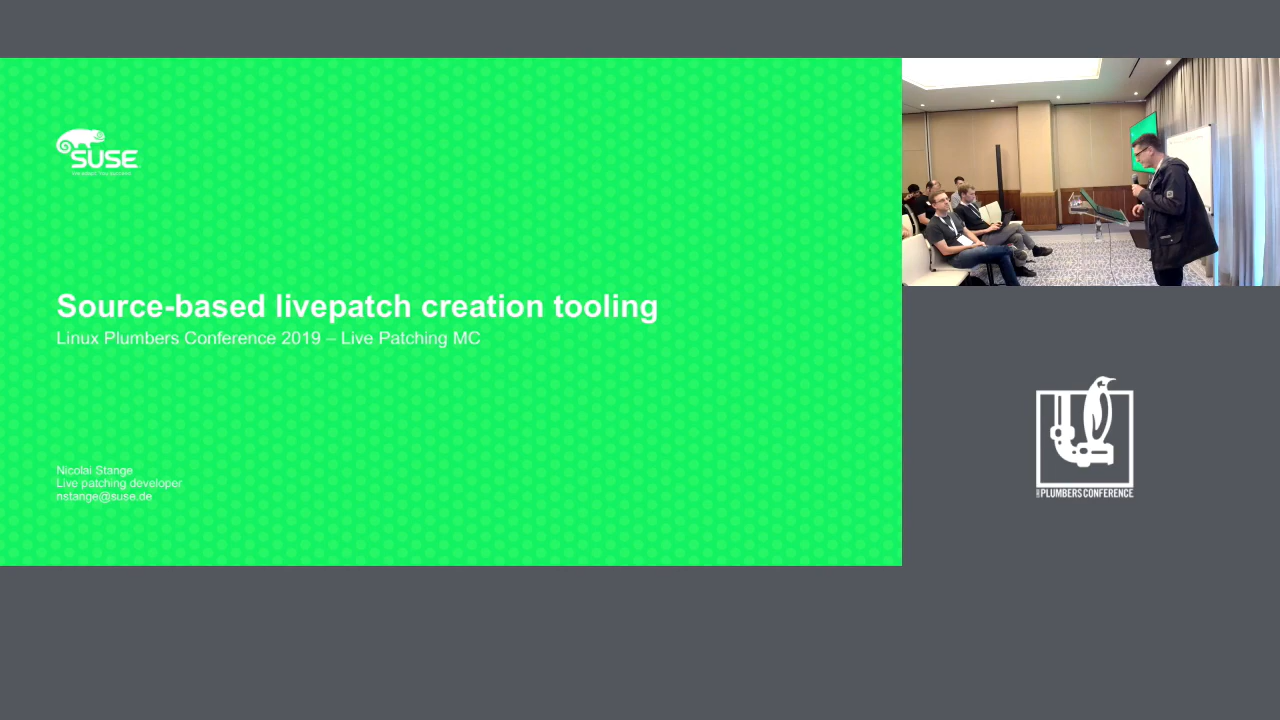 SUSE
Source-based livepatch creation tooling
Linux Plumbers Conference 2019 – Live Patching MC
Nicolai Stange
Live patching developer
nstange@suse.de
PLUMBERS CONFERENCE